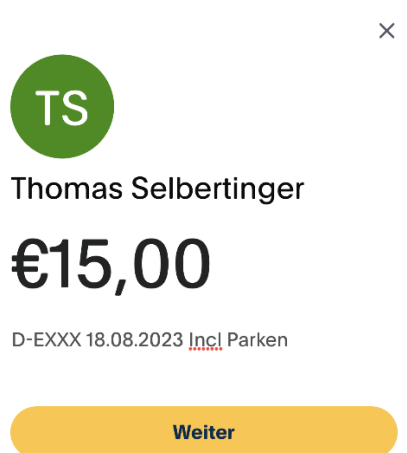 TS
Thomas Selbertinger
€15,00
D-EXXX 18.08.2023 Incl Parken
Weiter